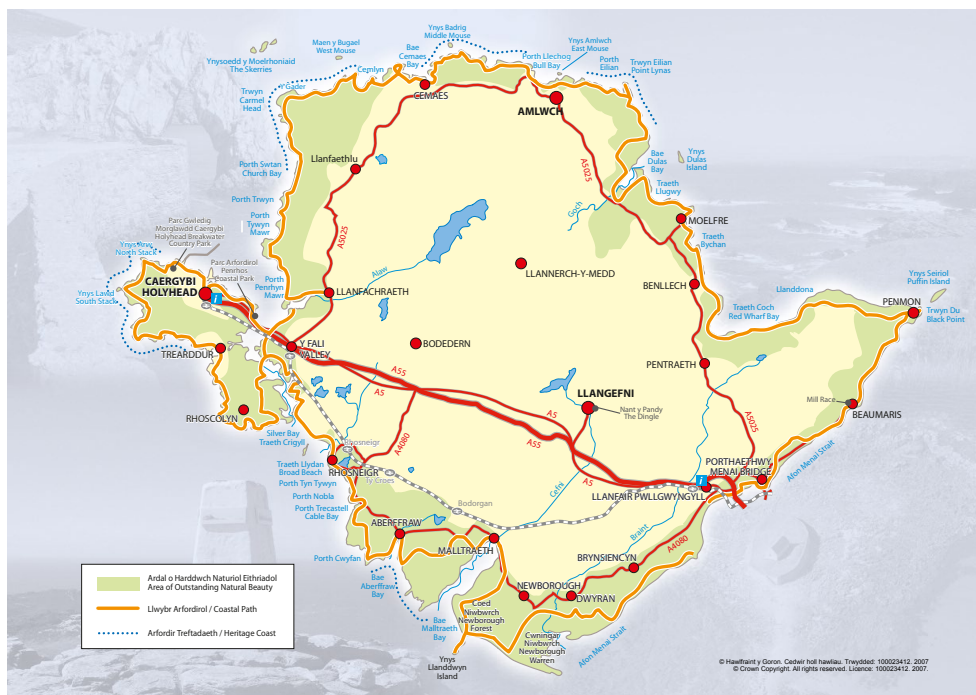 Ynys Badrig
Middle Mouse
Maen y Bugael
West Mouse
Bae
Cemaes
Bay
Ynys Amlwch
East Mouse
Ynysoedd y Moelrhoniaid
The Skerries
Cemlyn
Porth Llechog
Bull Bay
Porth
Eilian
Trwyn Eilian
Point Lynas
Y Gader
Trwyn
Carmel
Head
CEMAES
AMLWCH
Llanfaethlu
A5025
Bae
Dulas
Bay
Ynys
Dulas
Island
Porth Swtan
Church Bay
Traeth
Llugwy
Porth Trwyn
Goch
MOELFRE
Porth
Tywyn
Mawr
Parc Gwledig
Morglawdd Caergybi
Holyhead Breakwater
Country Park
A5025
Traeth
Bychan
Ynys Arw
North Stack
Parc Arfordirol
Penrhos
Coastal Park
Alaw
LLANNERCH-Y-MEDD
CAERGYBI
HOLYHEAD
i
Porth
Penrhyn
Mawr
LLANFACHRAETH
BENLLECH
Ynys Seiriol
Puffin Island
Ynys Lawd
South Stack
Llanddona
Traeth Coch
Red Wharf Bay
PENMON
Trwyn Du
Black Point
Y FALI
VALLEY
BODEDERN
TREARDDUR
PENTRAETH
A55
A5
LLANGEFNI
Mill Race
RHOSCOLYN
A5
Nant y Pandy
The Dingle
BEAUMARIS
A5025
Silver Bay
Traeth Crigyll
Rhosneigr
A4080
A55
Afon Menai Strait
Traeth Llydan
Broad Beach
RHOSNEIGR
Ty Croes
PORTHAETHWY
MENAI BRIDGE
Porth Tyn Tywyn
A5
i
Cefni
LLANFAIR PWLLGWYNGYLL
Porth Nobla
Porth Trecastell
Cable Bay
Bodorgan
ABERFFRAW
Braint
A4080
MALLTRAETH
Porth Cwyfan
BRYNSIENCYN
Bae
Aberffraw
Bay
NEWBOROUGH
DWYRAN
Coed
Niwbwrch
Newborough
Forest
Bae
Malltraeth
Bay
Cwningar
Niwbwrch
Newborough
Warren
Afon Menai Strait
Ynys
Llanddwyn
Island
Ardal o Harddwch Naturiol Eithriadol
Area of Outstanding Natural Beauty
Llwybr Arfordirol / Coastal Path
Arfordir Treftadaeth / Heritage Coast
© Hawlfraint y Goron. Cedwir holl hawliau. Trwydded: 100023412. 2007
© Crown Copyright. All rights reserved. Licence: 100023412. 2007.